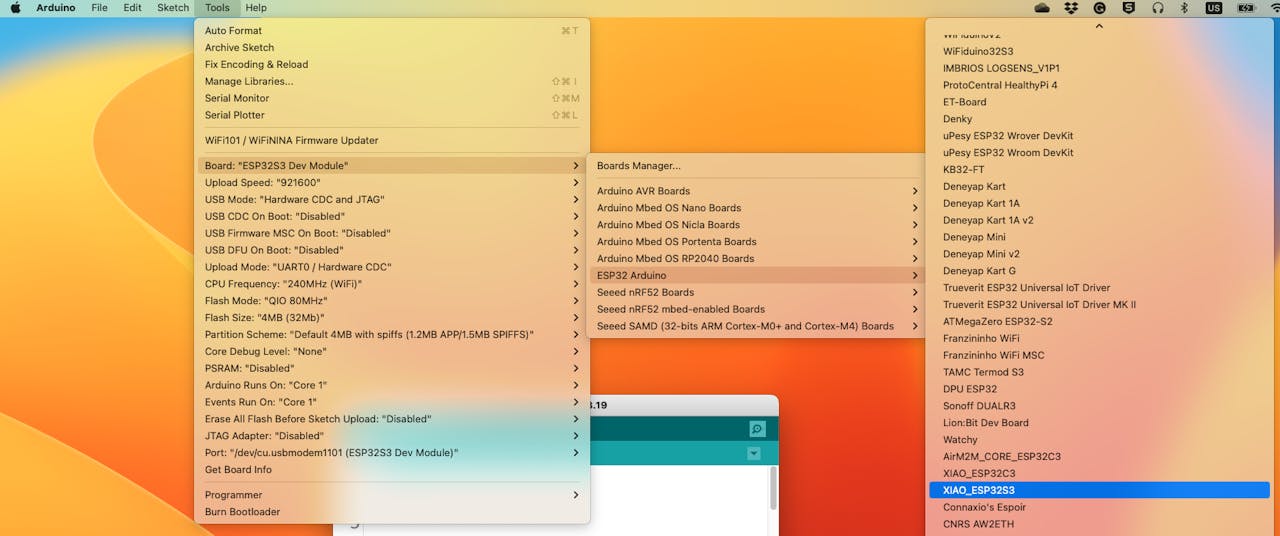 Arduino File Edit Sketch Tools Help US
Auto Format ⌘T
Archive Sketch
Fix Encoding & Reload
Manage Libraries... ⇧⌘I
Serial Monitor ⇧⌘M
Serial Plotter ⇧⌘L
WiFi101 / WiFiNINA Firmware Updater
Board: "ESP32S3 Dev Module"
Upload Speed: "921600"
USB Mode: "Hardware CDC and JTAG"
USB CDC On Boot: "Disabled"
USB Firmware MSC On Boot: "Disabled"
USB DFU On Boot: "Disabled"
Upload Mode: "UART0 / Hardware CDC"
CPU Frequency: "240MHz (WiFi)"
Flash Mode: "QIO 80MHz"
Flash Size: "4MB (32Mb)"
Partition Scheme: "Default 4MB with spiffs (1.2MB APP/1.5MB SPIFFS)"
Core Debug Level: "None"
PSRAM: "Disabled"
Arduino Runs On: "Core 1"
Events Run On: "Core 1"
Erase All Flash Before Sketch Upload: "Disabled"
JTAG Adapter: "Disabled"
Port: "/dev/cu.usbmodem1101 (ESP32S3 Dev Module)"
Get Board Info
Programmer
Burn Bootloader
Boards Manager...
Arduino AVR Boards
Arduino Mbed OS Nano Boards
Arduino Mbed OS Nicla Boards
Arduino Mbed OS Portenta Boards
Arduino Mbed OS RP2040 Boards
ESP32 Arduino
Seeed nRF52 Boards
Seeed nRF52 mbed-enabled Boards
Seeed SAMD (32-bits ARM Cortex-M0+ and Cortex-M4) Boards
.19
WiFiduinoV2
WiFiduino32S3
IMBRIOS LOGSENS_V1P1
ProtoCentral HealthyPi 4
ET-Board
Denky
uPesy ESP32 Wrover DevKit
uPesy ESP32 Wroom DevKit
KB32-FT
Deneyap Kart
Deneyap Kart 1A
Deneyap Kart 1A v2
Deneyap Mini
Deneyap Mini v2
Deneyap Kart G
Trueverit ESP32 Universal IoT Driver
Trueverit ESP32 Universal IoT Driver MK II
ATMegaZero ESP32-S2
Franzininho WiFi
Franzininho WiFi MSC
TAMC Termod S3
DPU ESP32
Sonoff DUALR3
Lion:Bit Dev Board
Watchy
AirM2M_CORE_ESP32C3
XIAO_ESP32C3
XIAO_ESP32S3
Connaxio's Espoir
CNRS AW2ETH